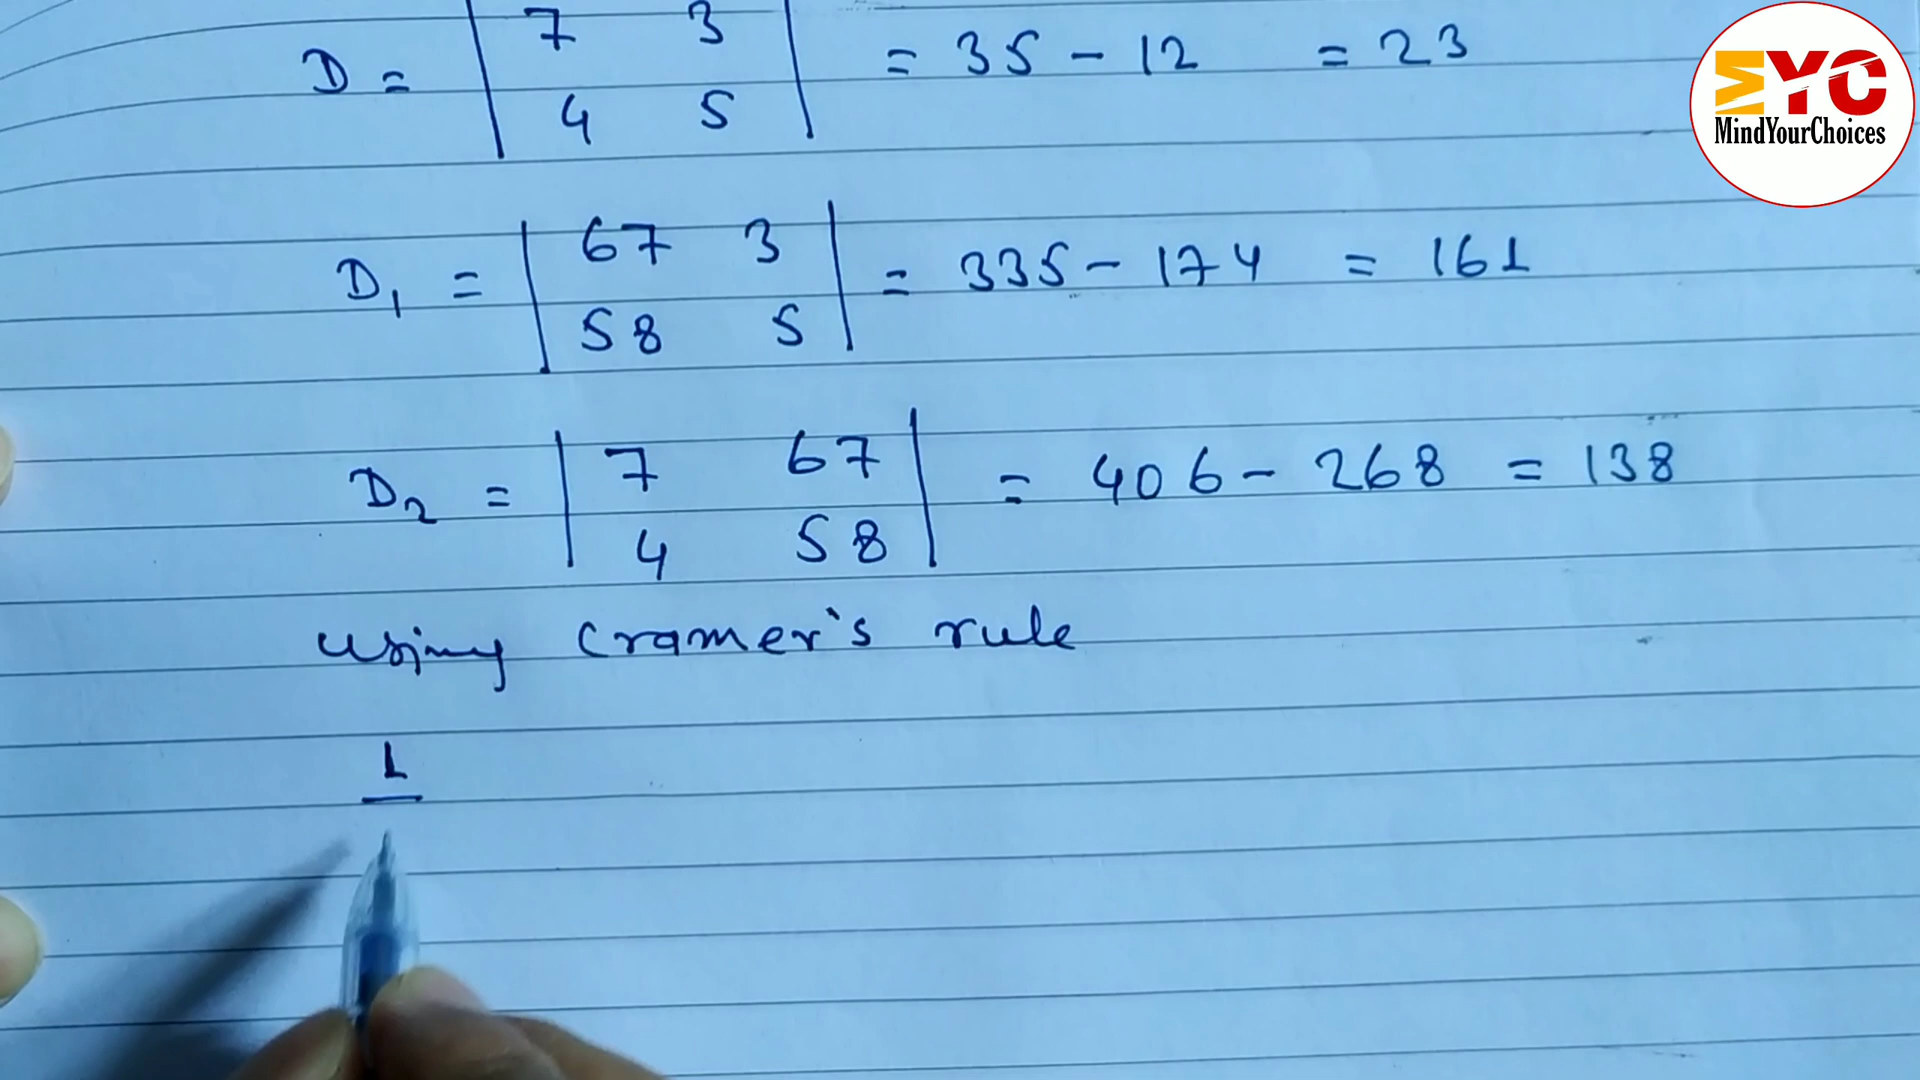 D = | 7 3 | = 35 - 12 = 23
| 4 5 |
D₁ = | 67 3 | = 335 - 174 = 161
| 58 5 |
D₂ = | 7 67 | = 406 - 268 = 138
| 4 58 |
Using Cramer's rule
1
MYC
MindYourChoices